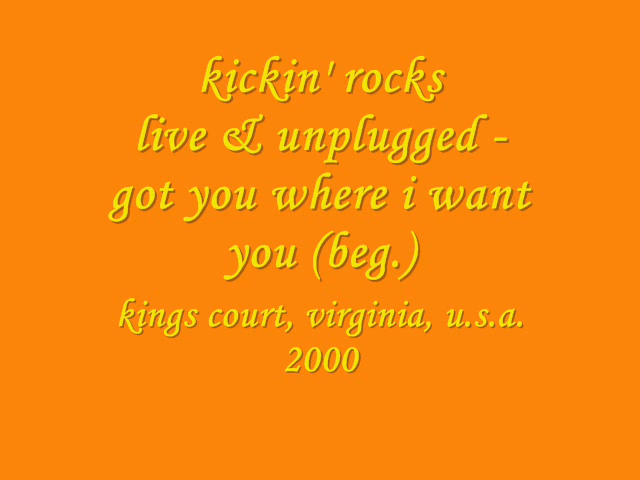 kickin' rocks
live & unplugged -
got you where i want
you (beg.)
kings court, virginia, u.s.a.
2000